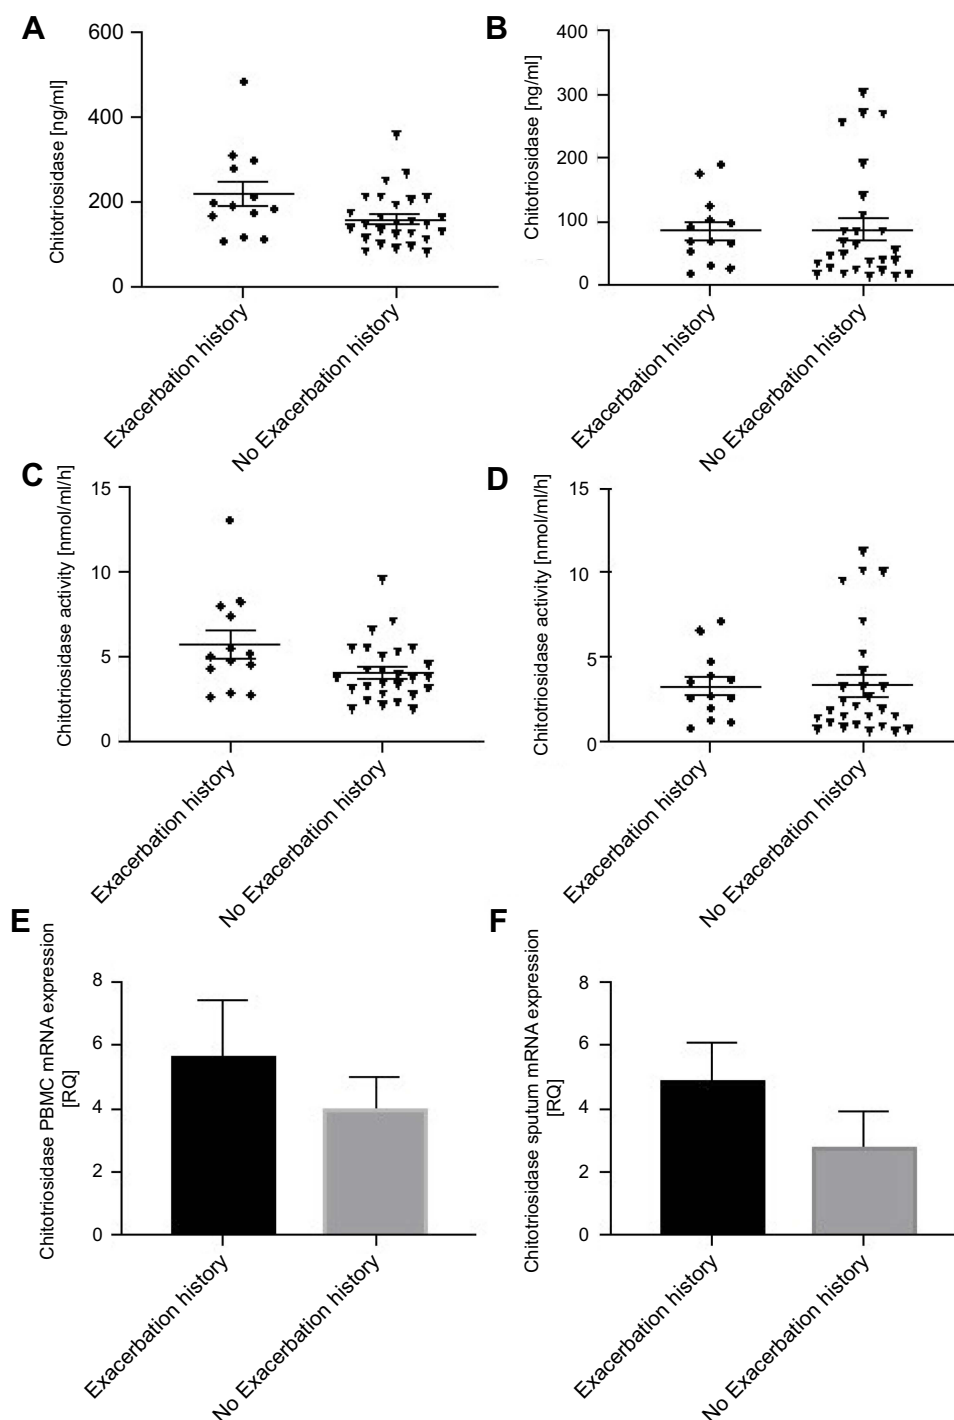 A
Chitotriosidase [ng/ml]
600
400
200
0
Exacerbation history
No Exacerbation history
B
Chitotriosidase [ng/ml]
400
300
200
100
0
Exacerbation history
No Exacerbation history
C
Chitotriosidase activity [nmol/ml/h]
15
10
5
0
Exacerbation history
No Exacerbation history
D
Chitotriosidase activity [nmol/ml/h]
15
10
5
0
Exacerbation history
No Exacerbation history
E
Chitotriosidase PBMC mRNA expression
[RQ]
8
6
4
2
0
Exacerbation history
No Exacerbation history
F
Chitotriosidase sputum mRNA expression
[RQ]
8
6
4
2
0
Exacerbation history
No Exacerbation history